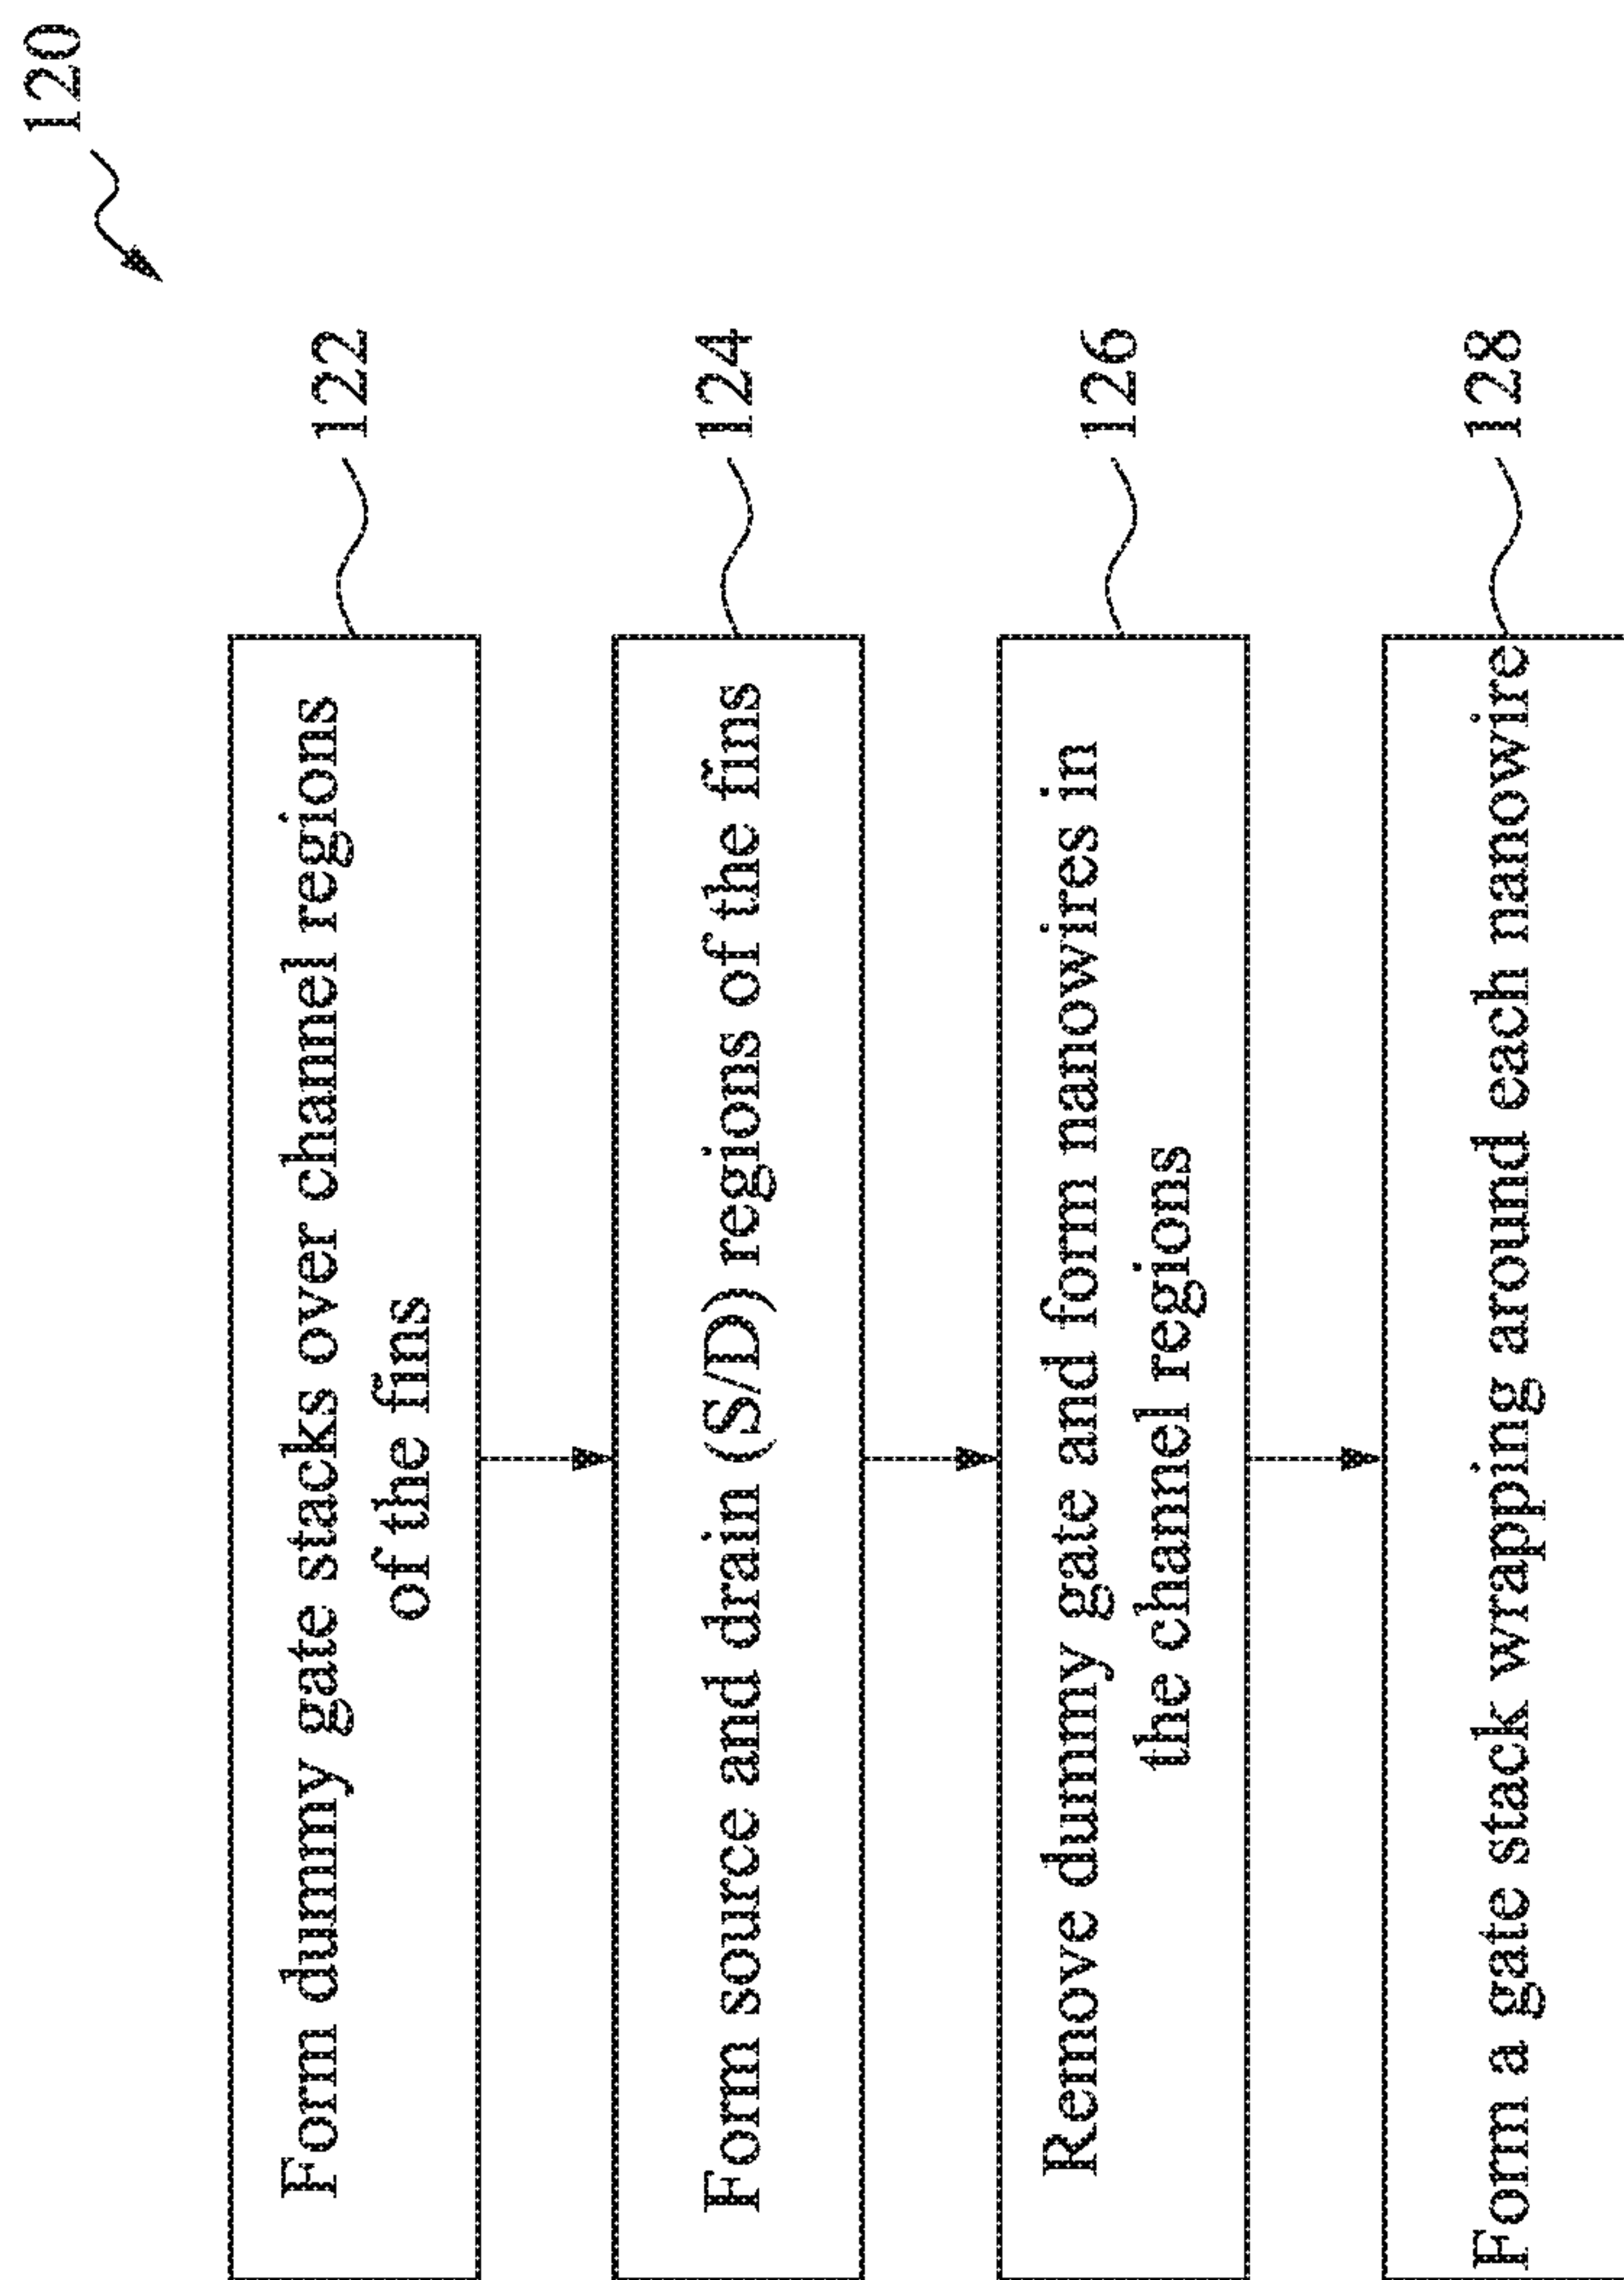 120
Form dummy gate stacks over channel regions
of the fins
122
Form source and drain (S/D) regions of the fins
124
Remove dummy gate and form nanowires in
the channel regions
126
Form a gate stack wrapping around each nanowire
128